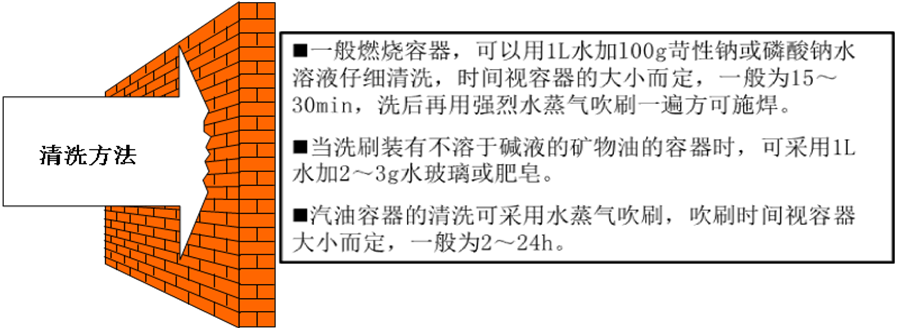 清洗方法
■一般燃烧容器，可以用1L水加l00g苛性钠或磷酸钠水
溶液仔细清洗，时间视容器的大小而定，一般为15～
30min，洗后再用强烈水蒸气吹刷一遍方可施焊。
■当洗刷装有不溶于碱液的矿物油的容器时，可采用1L
水加2～3g水玻璃或肥皂。
■汽油容器的清洗可采用水蒸气吹刷，吹刷时间视容器
大小而定，一般为2～24h。